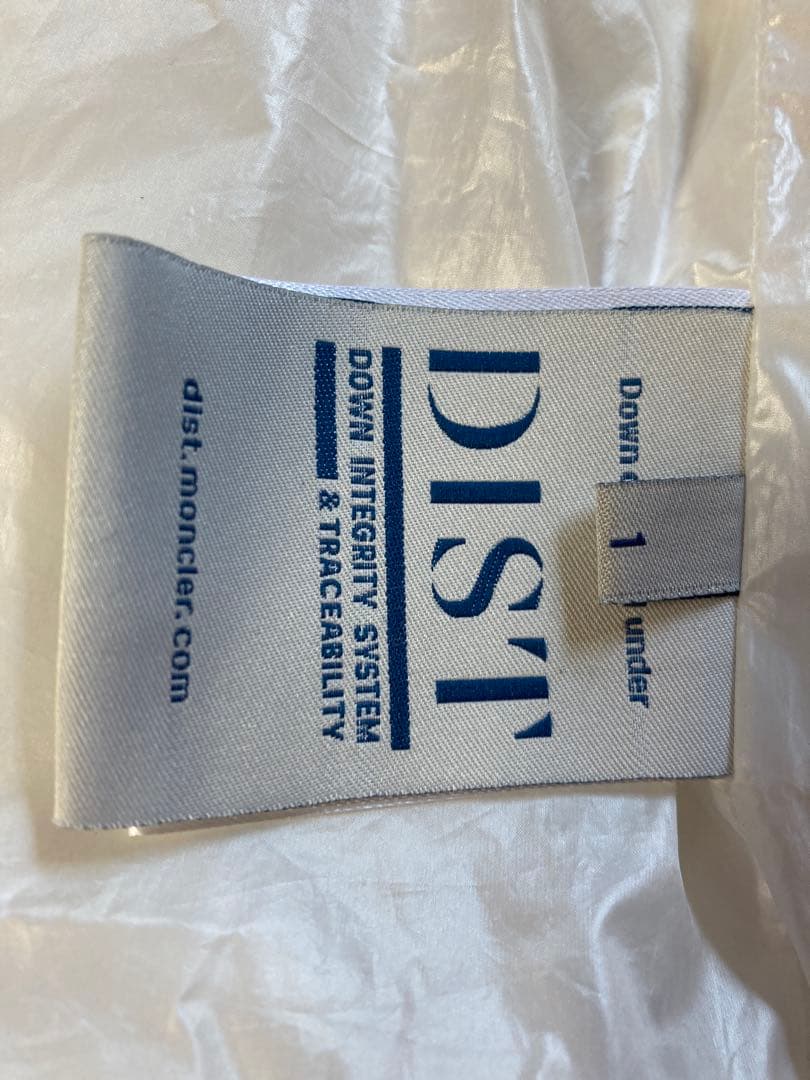 Down
1
under
DIST
DOWN INTEGRITY SYSTEM
& TRACEABILITY
dist.moncler.com